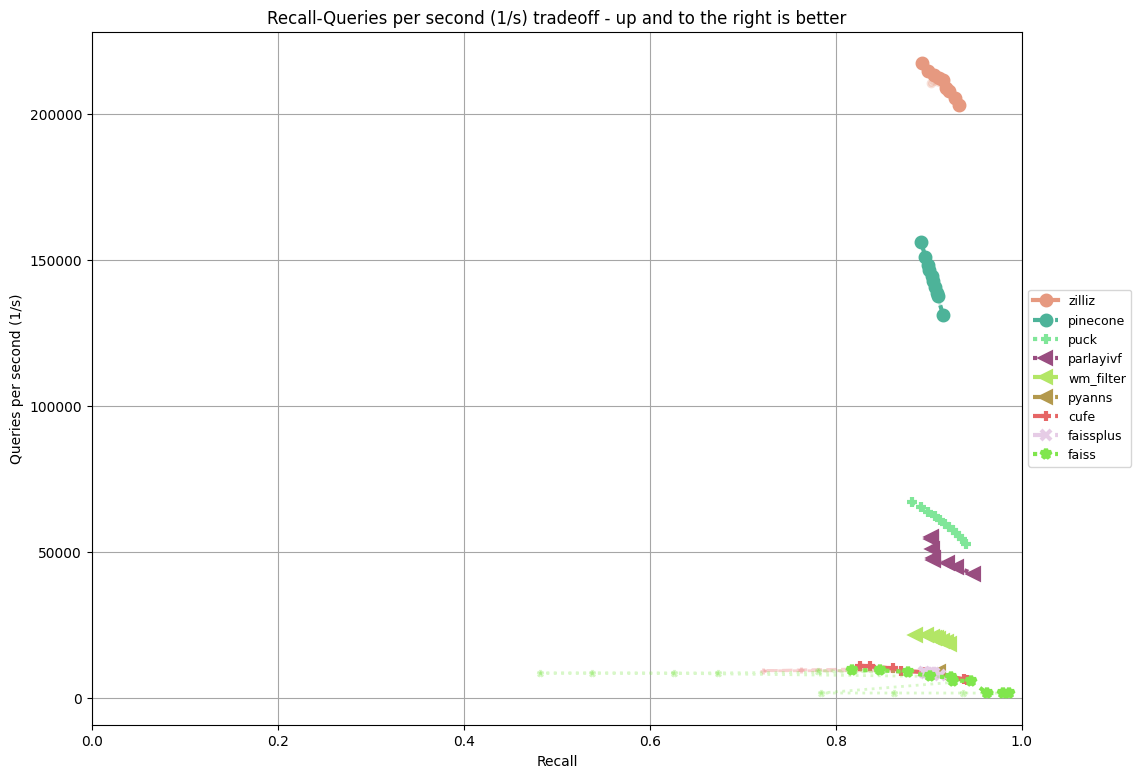 Recall-Queries per second (1/s) tradeoff - up and to the right is better
Queries per second (1/s)
200000
150000
100000
50000
0
0.0
0.2
0.4
0.6
0.8
1.0
Recall
zilliz
pinecone
puck
parlayivf
wm_filter
pyanns
cufe
faissplus
faiss